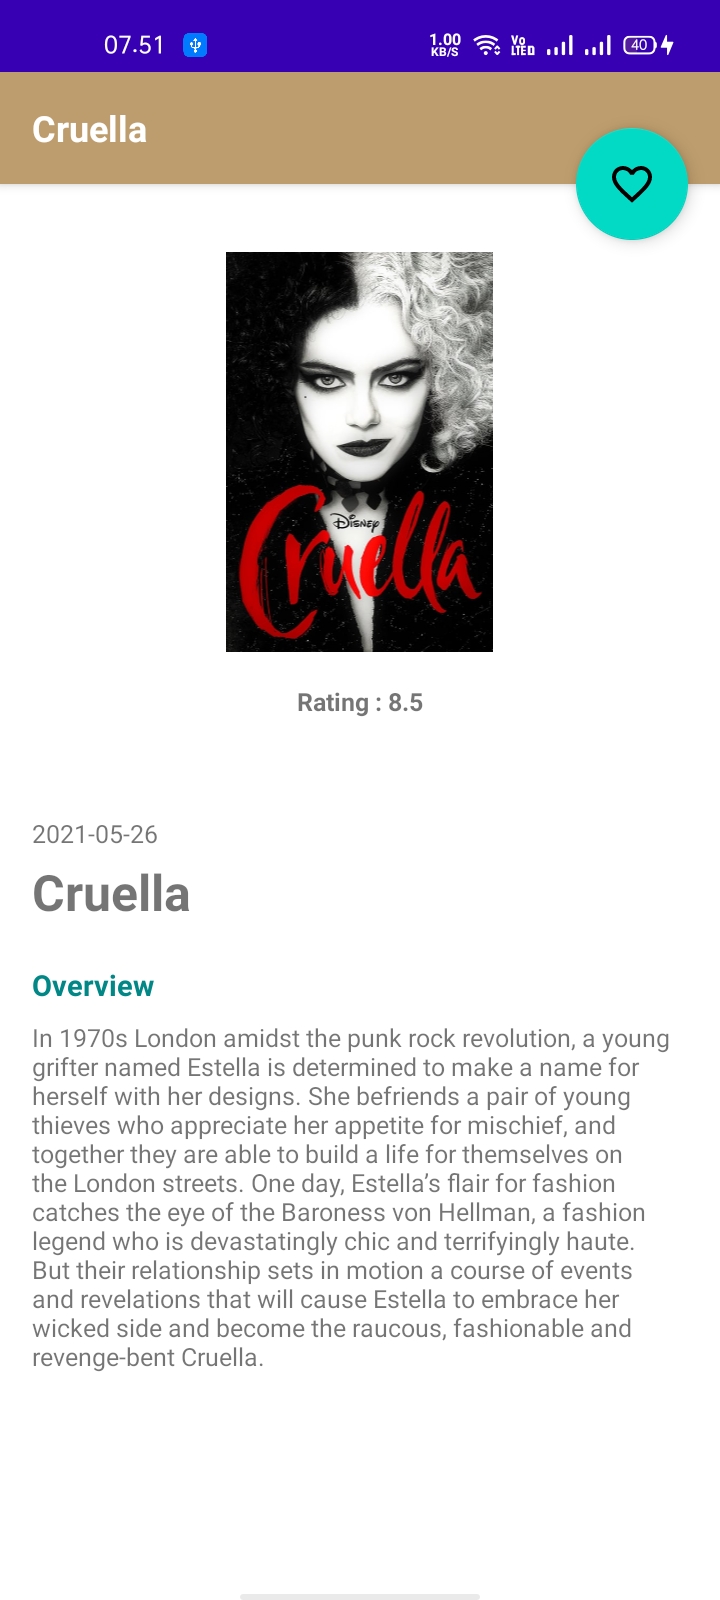 07.51
1.00
KB/S
Vo
LTE
40
Cruella
Disney
Cruella
Rating : 8.5
2021-05-26
Cruella
Overview
In 1970s London amidst the punk rock revolution, a young
grifter named Estella is determined to make a name for
herself with her designs. She befriends a pair of young
thieves who appreciate her appetite for mischief, and
together they are able to build a life for themselves on
the London streets. One day, Estella’s flair for fashion
catches the eye of the Baroness von Hellman, a fashion
legend who is devastatingly chic and terrifyingly haute.
But their relationship sets in motion a course of events
and revelations that will cause Estella to embrace her
wicked side and become the raucous, fashionable and
revenge-bent Cruella.